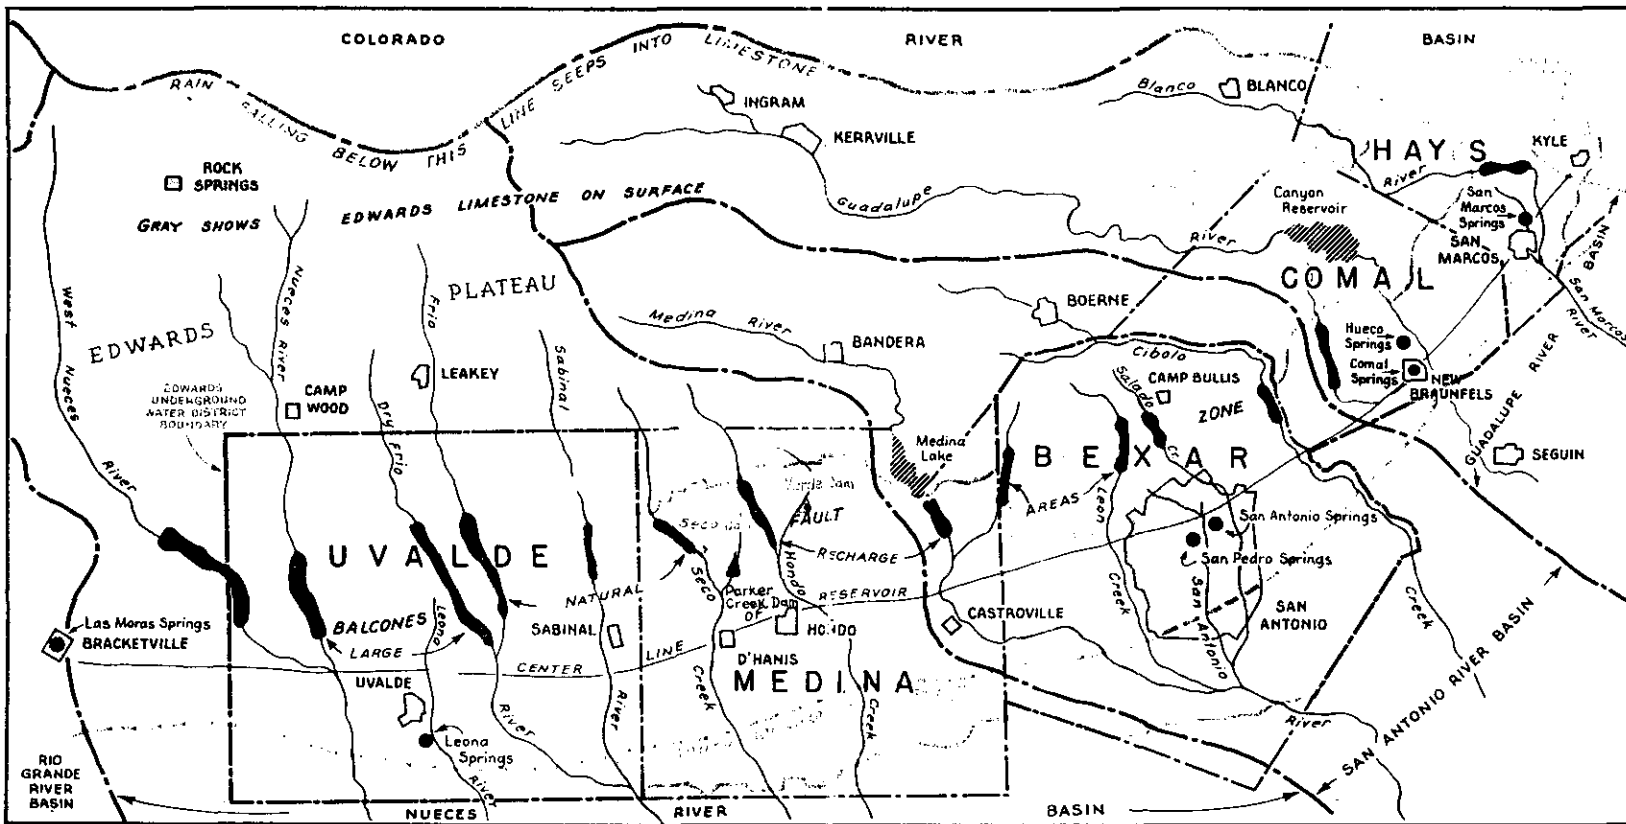 COLORADO
RIVER
BASIN
RAIN FALLING BELOW THIS LINE SEEPS INTO LIMESTONE
INGRAM
KERRVILLE
Blanco
BLANCO
HAYS
KYLE
River
ROCK
SPRINGS
GRAY SHOWS EDWARDS LIMESTONE ON SURFACE
Guadalupe
River
Canyon
Reservoir
San
Marcos
Springs
SAN
MARCOS
BASIN
San Marcos
River
COMAL
West Nueces
River
Nueces River
Frio
EDWARDS
PLATEAU
Medina River
BOERNE
BANDERA
Cibolo
Hueco
Springs
Comal
Springs
NEW
BRAUNFELS
GUADALUPE RIVER
SEGUIN
EDWARDS
UNDERGROUND
WATER DISTRICT
BOUNDARY
CAMP
WOOD
Dry Frio
LEAKEY
Sabinal
Salado
Cr.
CAMP BULLIS
ZONE
Medina
Lake
BEXAR
AREAS
Leon
San Antonio Springs
San Pedro Springs
UVALDE
Seco
FAULT
RECHARGE
Hondo
NATURAL
Seco
Parker
Creek Dam
OF
RESERVOIR
Las Moras Springs
BRACKETVILLE
BALCONES
LARGE
Leona
SABINAL
CENTER
LINE
D'HANIS
HONDO
CASTROVILLE
Creek
San Antonio
SAN
ANTONIO
Creek
UVALDE
MEDINA
Leona
Springs
River
River
River
Creek
Creek
River
SAN ANTONIO RIVER BASIN
RIO
GRANDE
RIVER
BASIN
NUECES
RIVER
BASIN